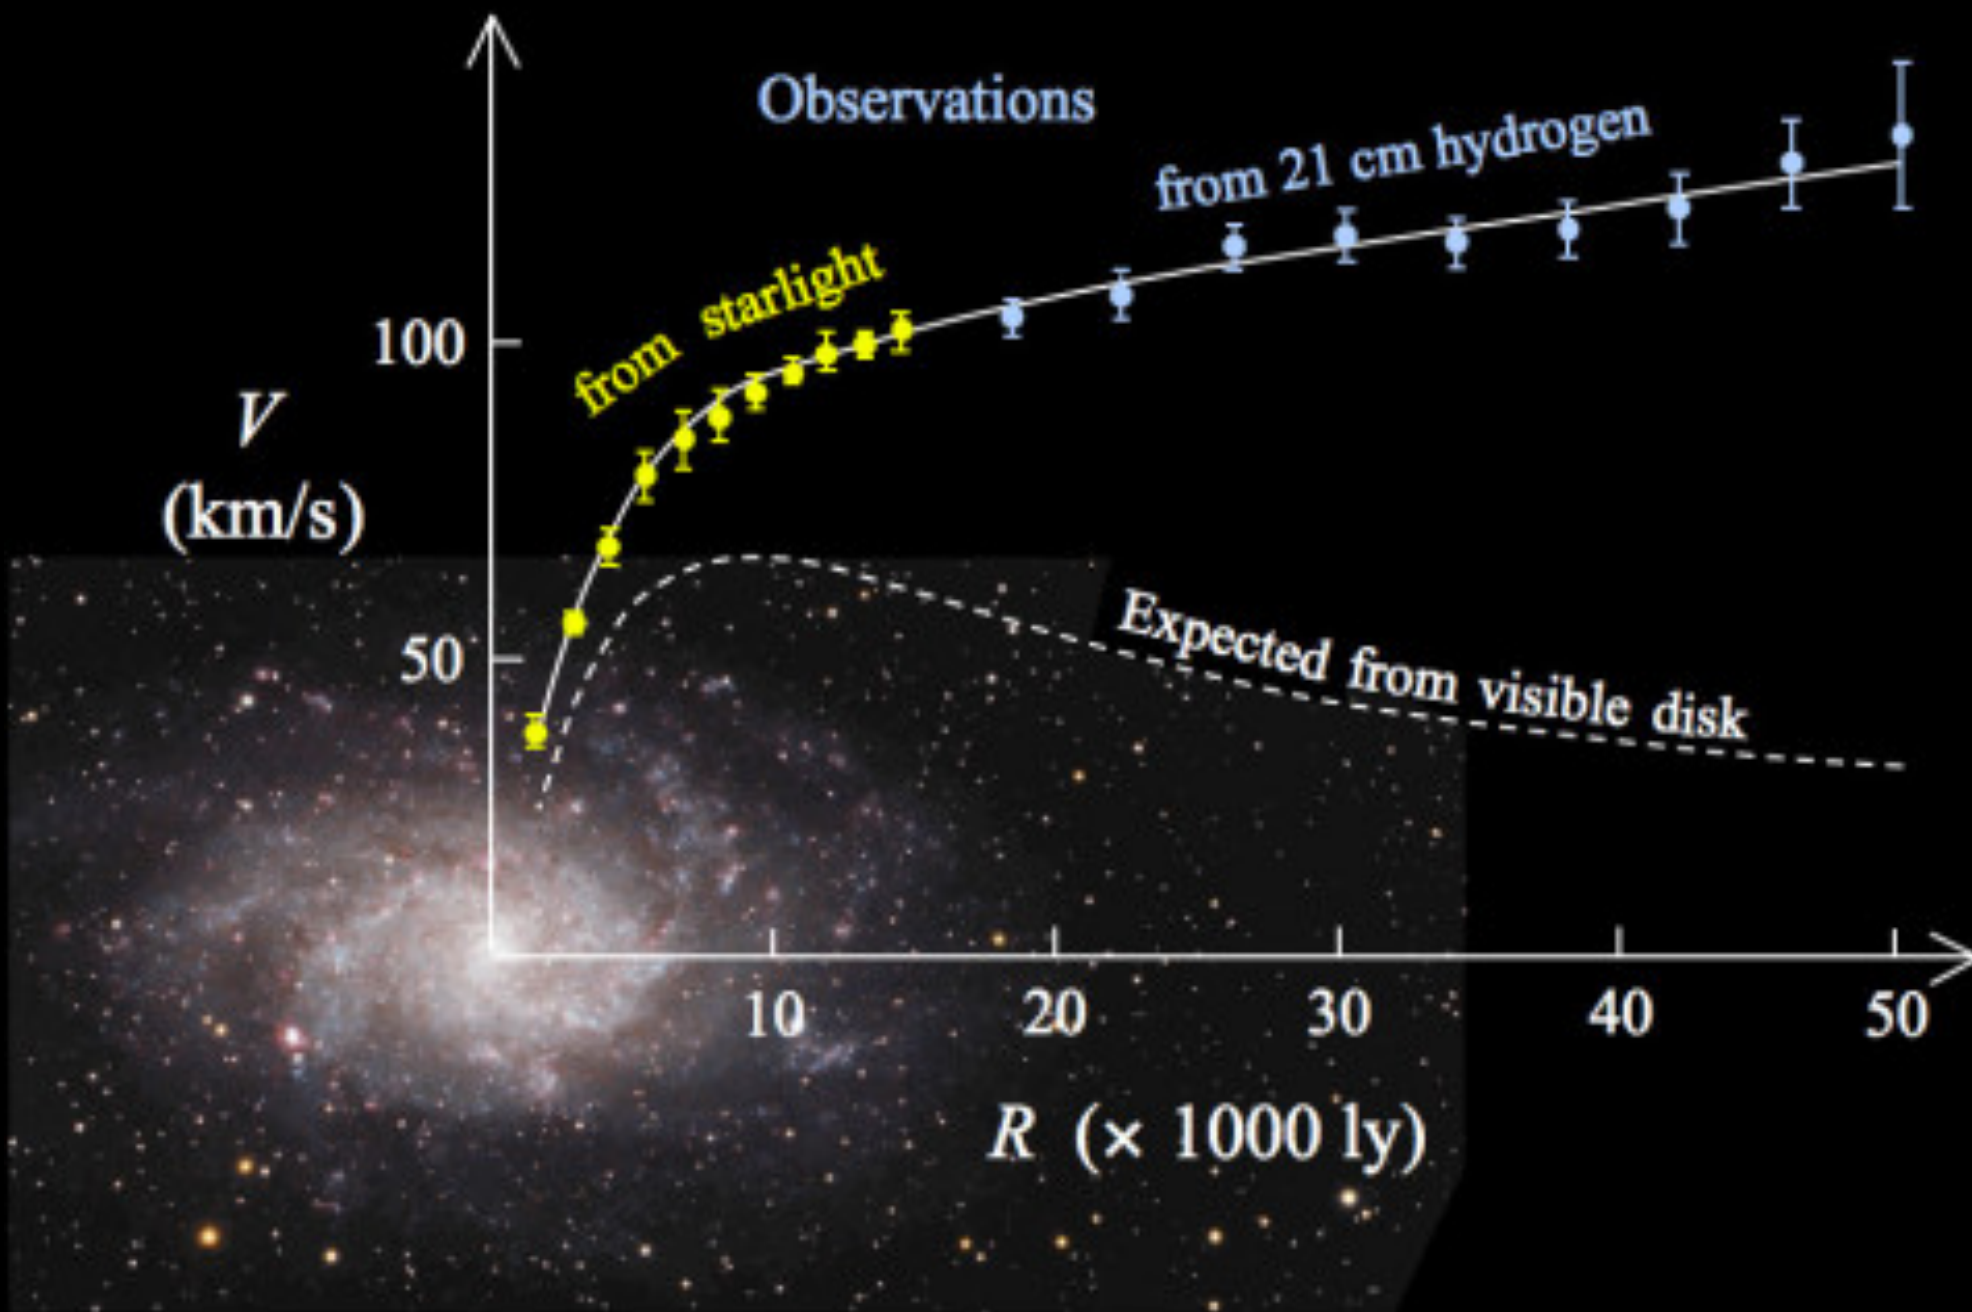 Observations
from 21 cm hydrogen
from starlight
100
V
(km/s)
50
Expected from visible disk
10
20
30
40
50
R (× 1000 ly)